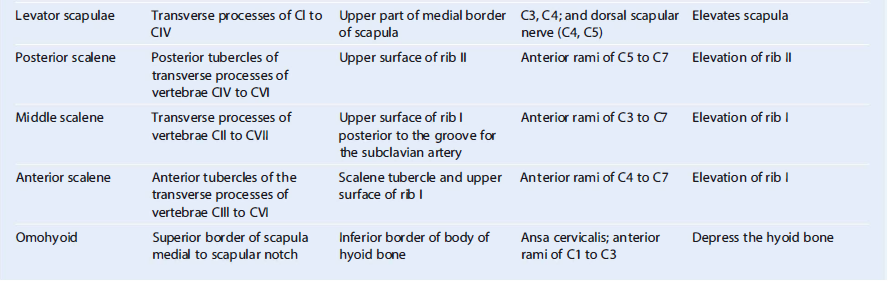 Levator scapulae
Transverse processes of CI to
CIV
Upper part of medial border
of scapula
C3, C4; and dorsal scapular
nerve (C4, C5)
Elevates scapula
Posterior scalene
Posterior tubercles of
transverse processes of
vertebrae CIV to CVI
Upper surface of rib II
Anterior rami of C5 to C7
Elevation of rib II
Middle scalene
Transverse processes of
vertebrae CII to CVII
Upper surface of rib I
posterior to the groove for
the subclavian artery
Anterior rami of C3 to C7
Elevation of rib I
Anterior scalene
Anterior tubercles of the
transverse processes of
vertebrae CIII to CVI
Scalene tubercle and upper
surface of rib I
Anterior rami of C4 to C7
Elevation of rib I
Omohyoid
Superior border of scapula
medial to scapular notch
Inferior border of body of
hyoid bone
Ansa cervicalis; anterior
rami of C1 to C3
Depress the hyoid bone